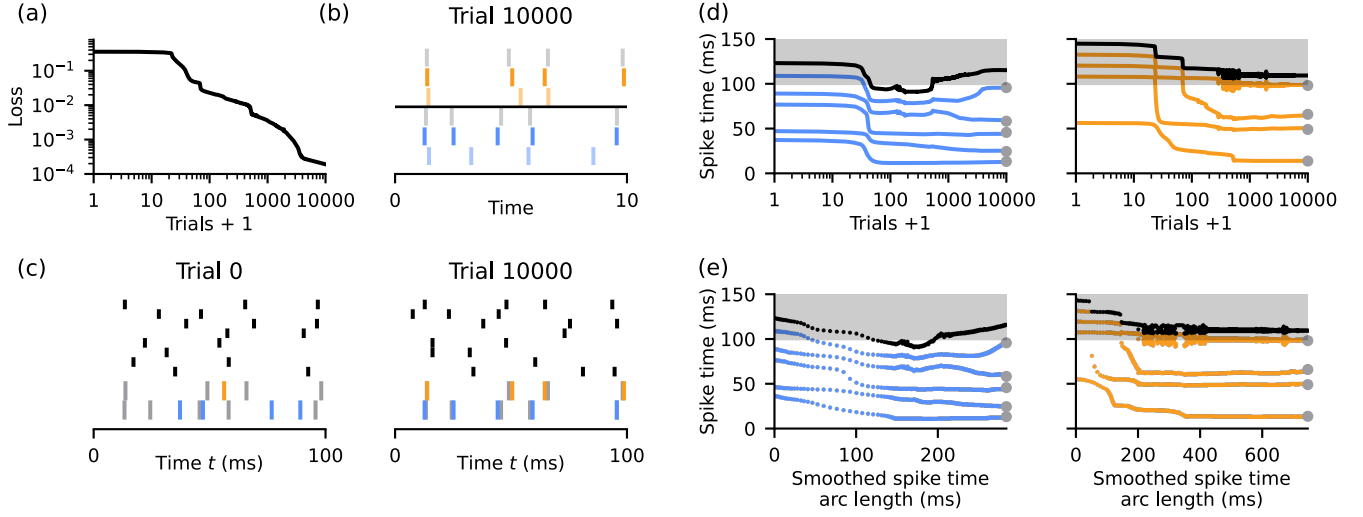 (a)
10⁻¹
10⁻²
10⁻³
10⁻⁴
Loss
1 10 100 1000 10000
Trials + 1
(b)
Trial 10000
0 10
Time
(c)
Trial 0
0 100
Time t (ms)
Trial 10000
0 100
Time t (ms)
(d)
150
100
50
0
Spike time (ms)
1 10 100 1000 10000
Trials +1
1 10 100 1000 10000
Trials +1
(e)
150
100
50
0
Spike time (ms)
0 100 200
Smoothed spike time
arc length (ms)
0 200 400 600
Smoothed spike time
arc length (ms)